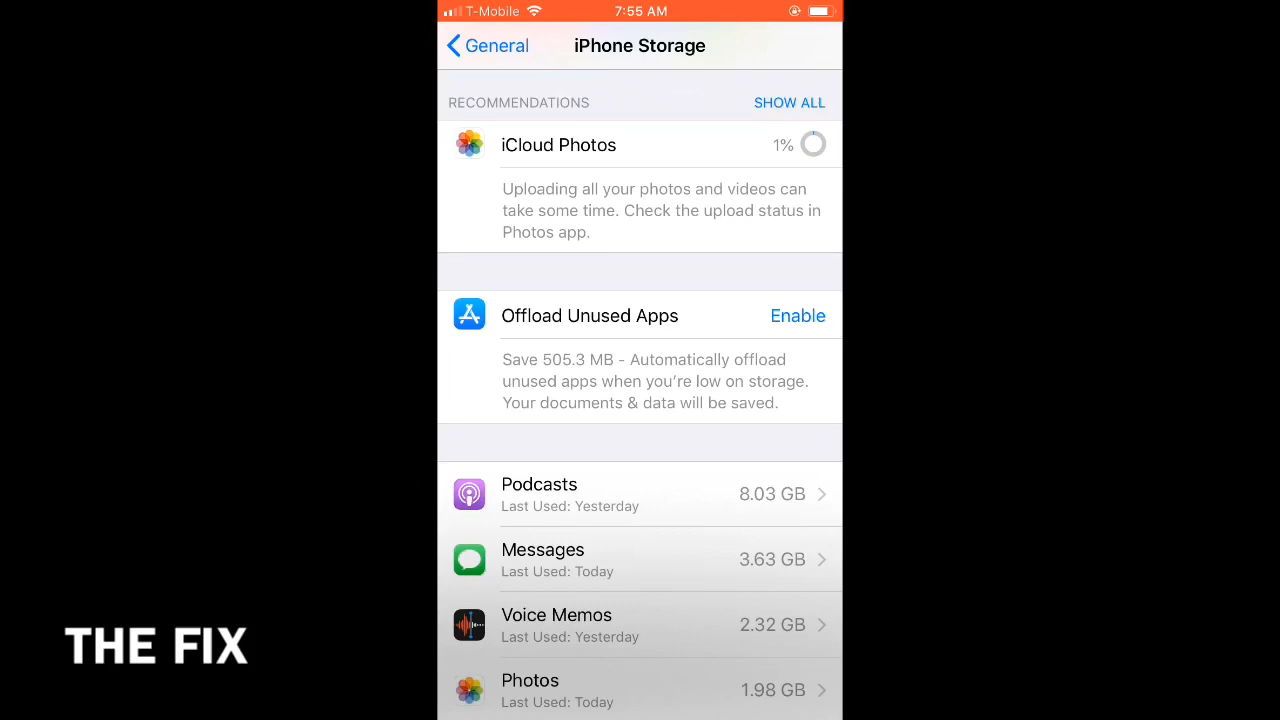 T-Mobile 7:55 AM
General iPhone Storage
RECOMMENDATIONS SHOW ALL
iCloud Photos 1%
Uploading all your photos and videos can
take some time. Check the upload status in
Photos app.
Offload Unused Apps Enable
Save 505.3 MB - Automatically offload
unused apps when you’re low on storage.
Your documents & data will be saved.
Podcasts 8.03 GB
Last Used: Yesterday
Messages 3.63 GB
Last Used: Today
Voice Memos 2.32 GB
Last Used: Yesterday
Photos 1.98 GB
Last Used: Today
THE FIX